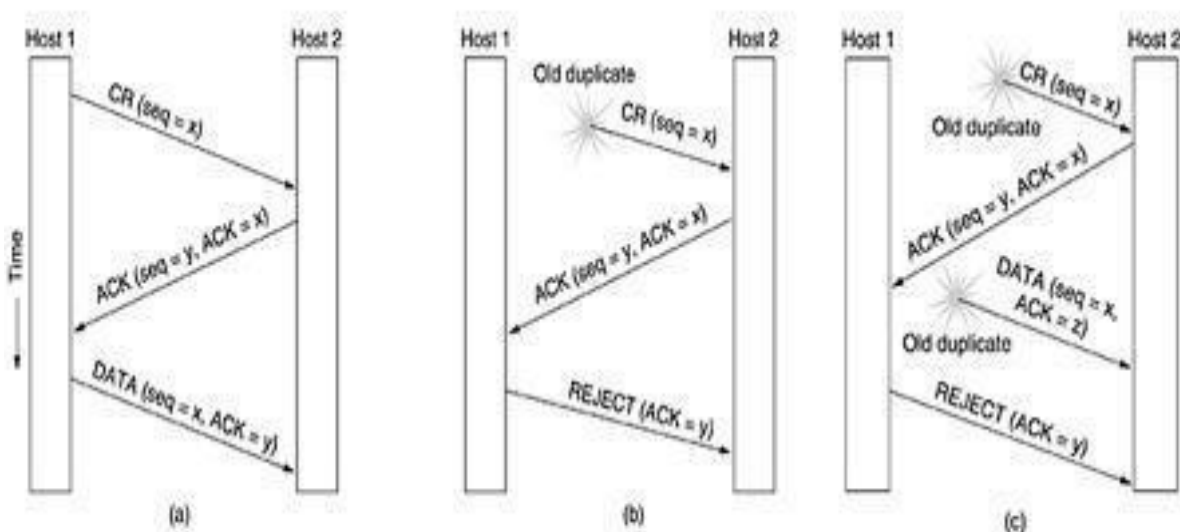 Host 1
Host 2
CR (seq = x)
ACK (seq = y, ACK = x)
DATA (seq = x, ACK = y)
Time
(a)
Host 1
Host 2
Old duplicate
CR (seq = x)
ACK (seq = y, ACK = x)
REJECT (ACK = y)
(b)
Host 1
Host 2
CR (seq = x)
Old duplicate
ACK (seq = y, ACK = x)
DATA (seq = x,
ACK = z)
Old duplicate
REJECT (ACK = y)
(c)